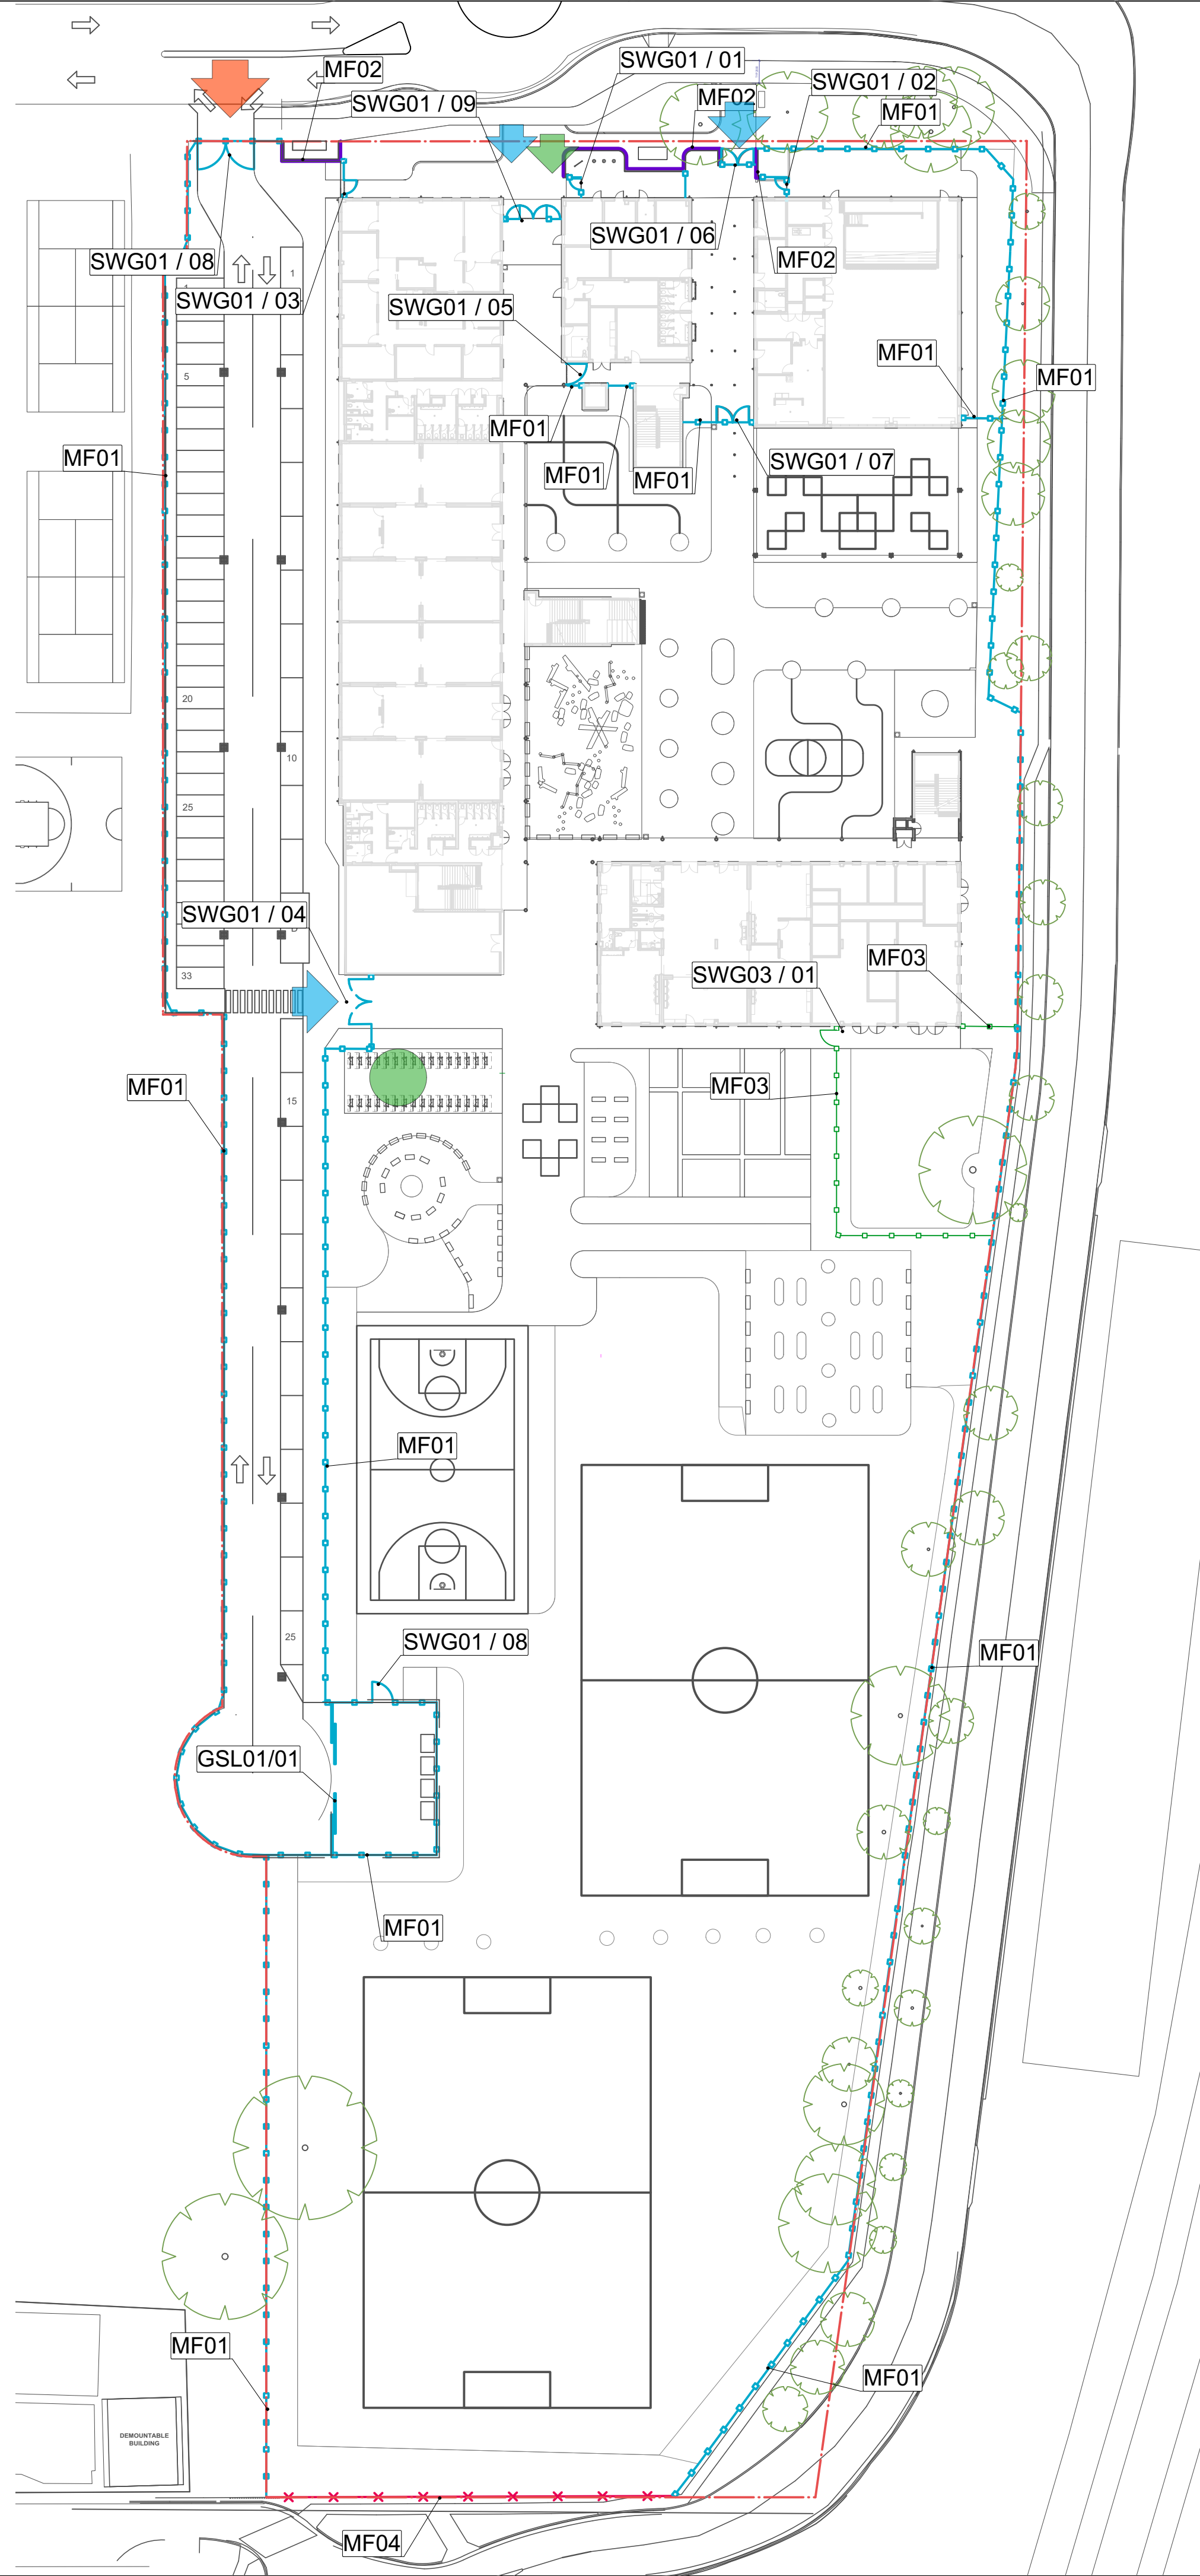 SWG01 / 01
MF02
SWG01 / 02
SWG01 / 09
MF02
MF01
SWG01 / 06
SWG01 / 08
MF02
1
SWG01 / 03
SWG01 / 05
MF01
5
MF01
MF01
MF01
SWG01 / 07
MF01
MF01
20
10
25
SWG01 / 04
MF03
33
SWG03 / 01
MF01
MF03
15
MF01
25
SWG01 / 08
MF01
GSL01/01
MF01
MF01
MF01
DEMOUNTABLE
BUILDING
MF04